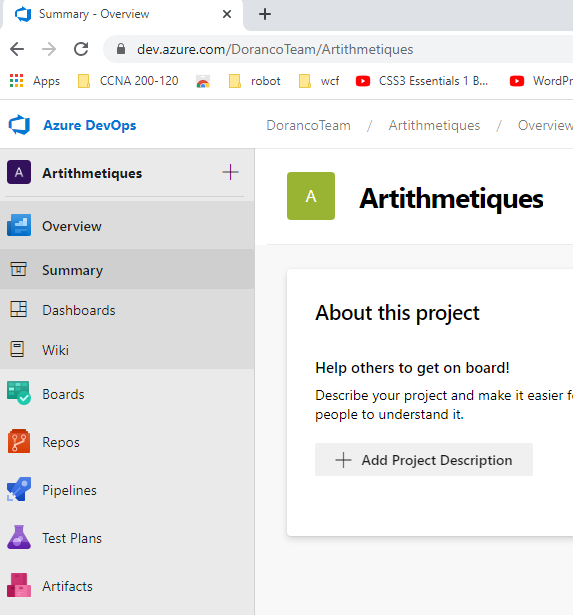 Summary - Overview
dev.azure.com/DorancoTeam/Artithmetiques
Apps CCNA 200-120 robot wcf CSS3 Essentials 1 B... WordPr
Azure DevOps DorancoTeam / Artithmetiques / Overview
A Artithmetiques
A Artithmetiques
Overview
Summary
Dashboards
Wiki
Boards
Repos
Pipelines
Test Plans
Artifacts
About this project
Help others to get on board!
Describe your project and make it easier f
people to understand it.
Add Project Description